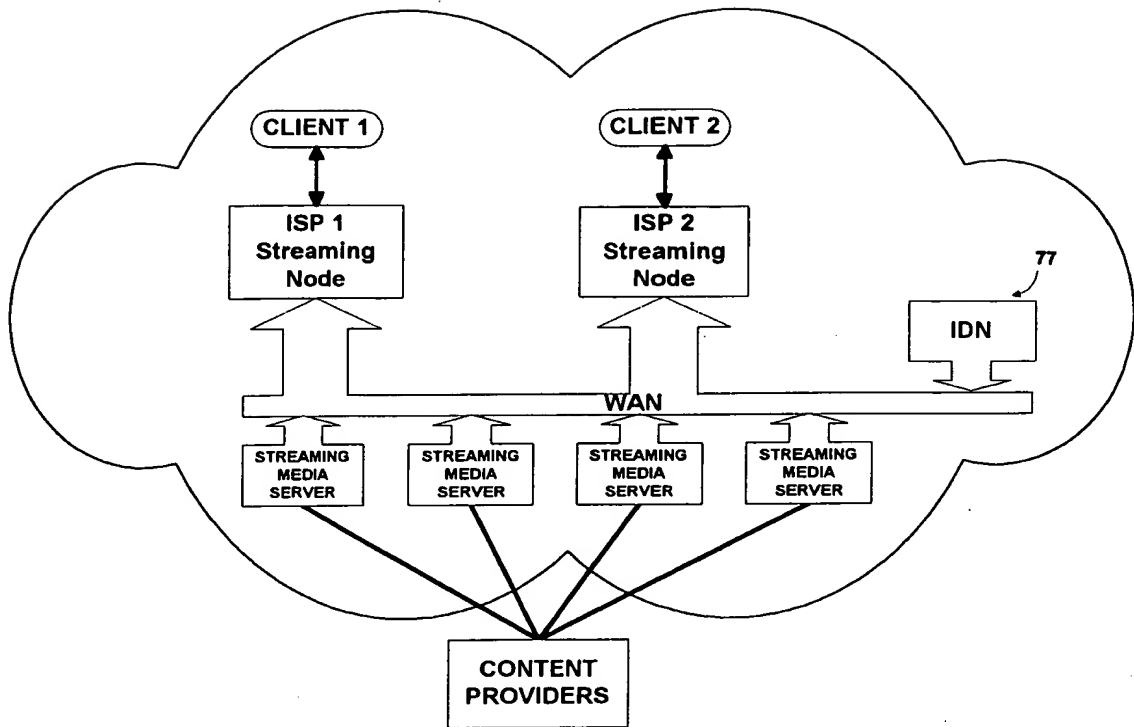 CLIENT 1
CLIENT 2
ISP 1
Streaming
Node
ISP 2
Streaming
Node
77
IDN
WAN
STREAMING
MEDIA
SERVER
STREAMING
MEDIA
SERVER
STREAMING
MEDIA
SERVER
STREAMING
MEDIA
SERVER
CONTENT
PROVIDERS